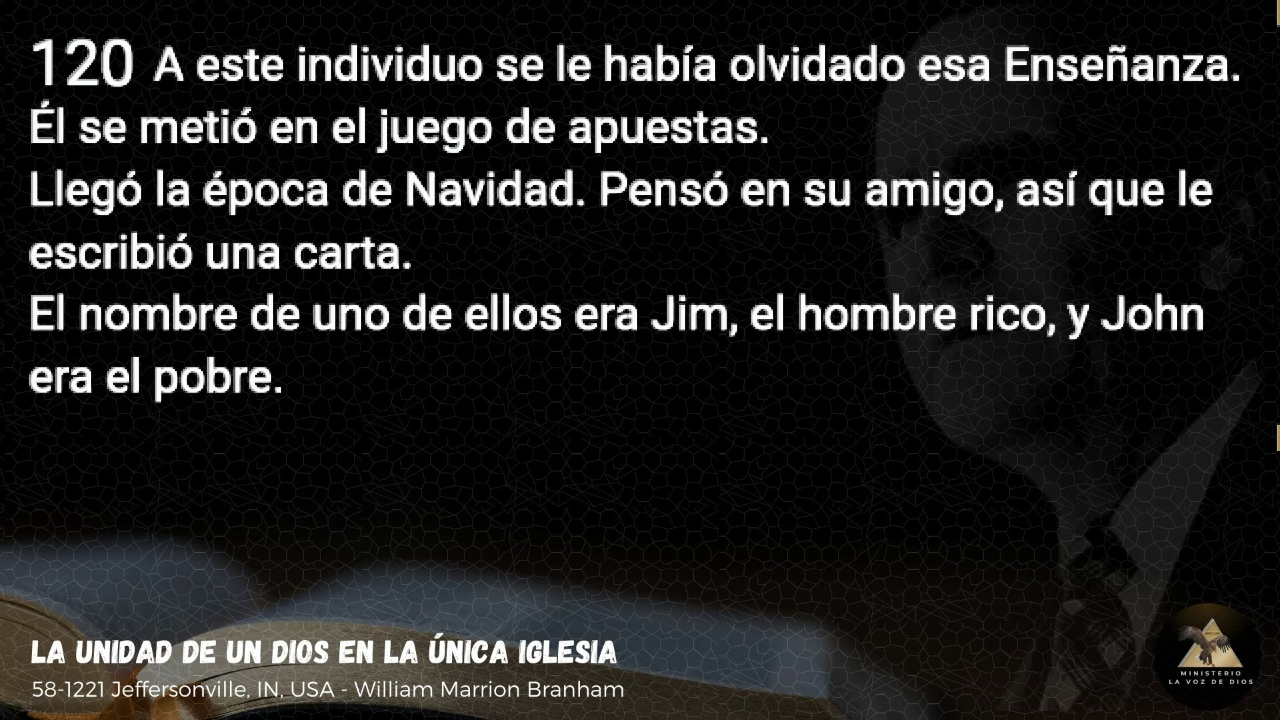 120 A este individuo se le había olvidado esa Enseñanza.
Él se metió en el juego de apuestas.
Llegó la época de Navidad. Pensó en su amigo, así que le
escribió una carta.
El nombre de uno de ellos era Jim, el hombre rico, y John
era el pobre.
LA UNIDAD DE UN DIOS EN LA ÚNICA IGLESIA
58-1221 Jeffersonville, IN, USA - William Marrion Branham
MINISTERIO
LA VOZ DE DIOS